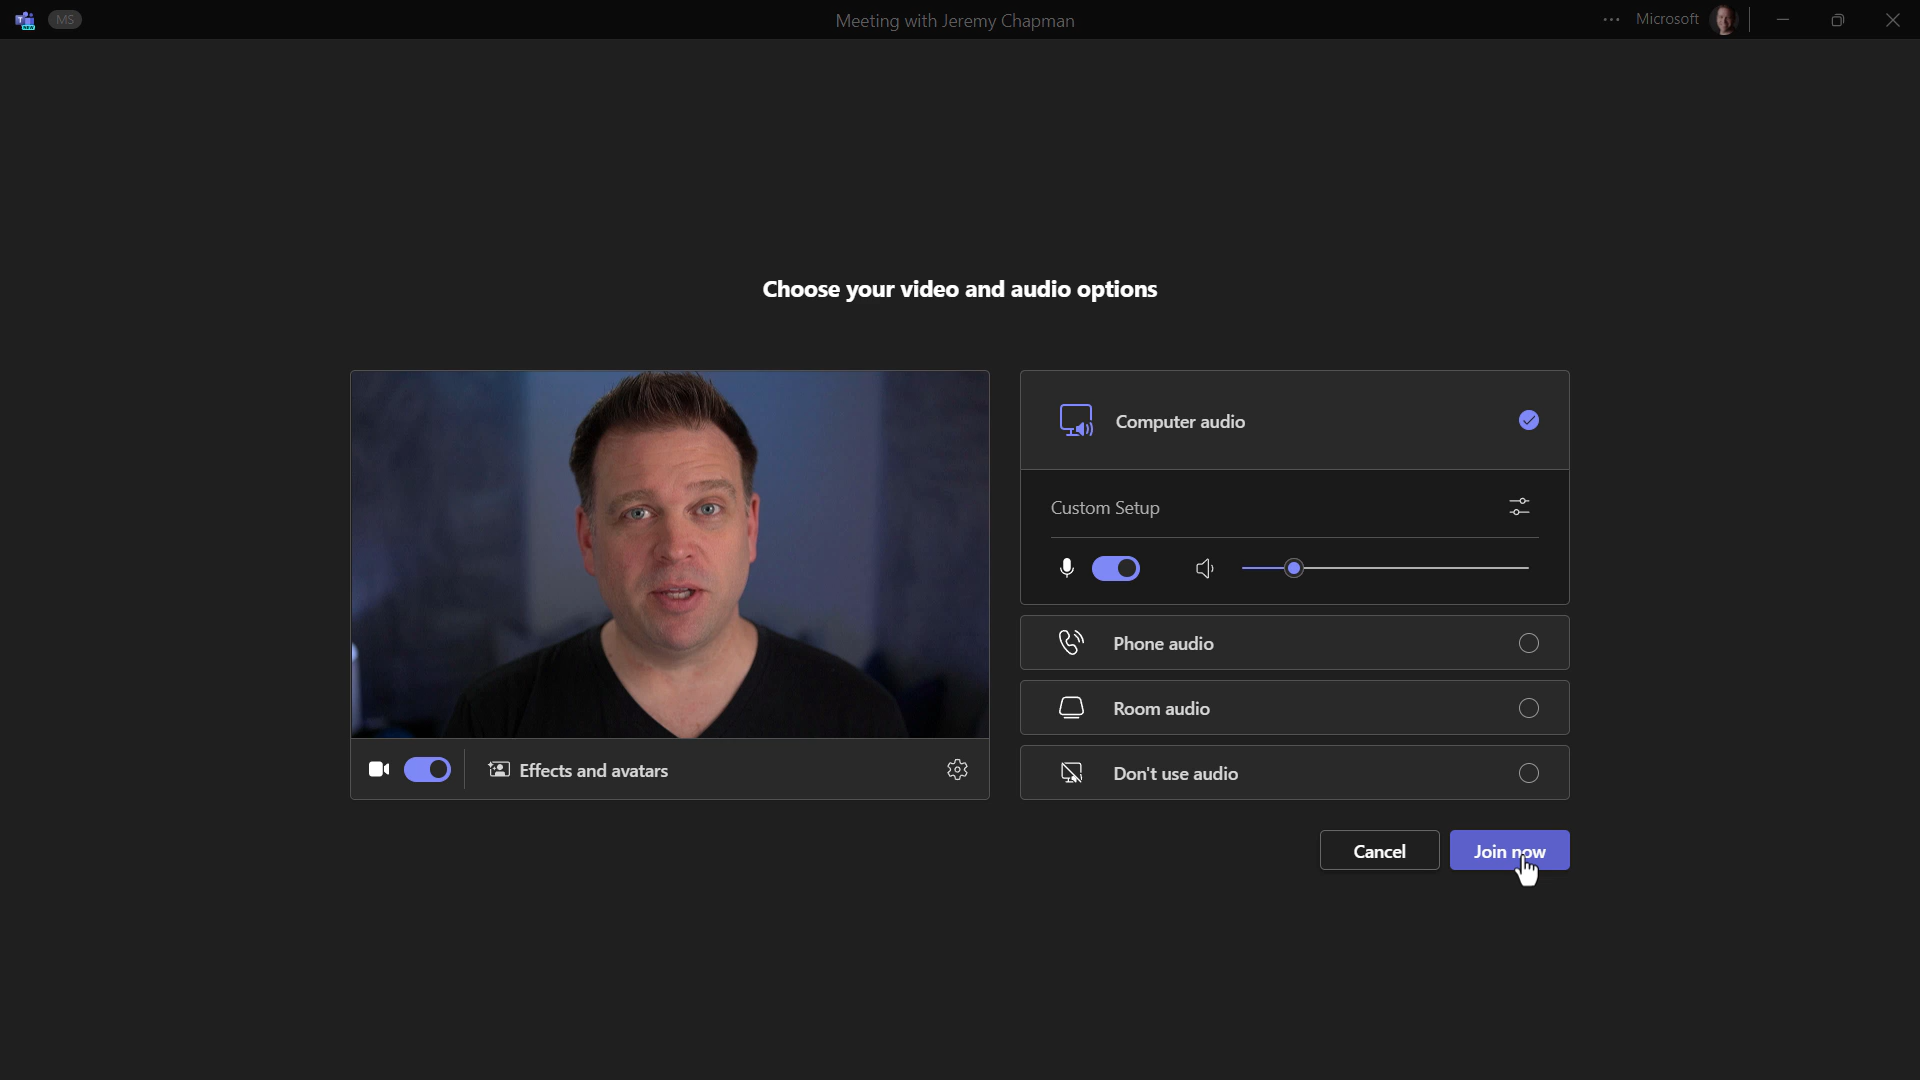 MS
Meeting with Jeremy Chapman
Microsoft
Choose your video and audio options
Computer audio
Custom Setup
Phone audio
Room audio
Don't use audio
Effects and avatars
Cancel
Join now